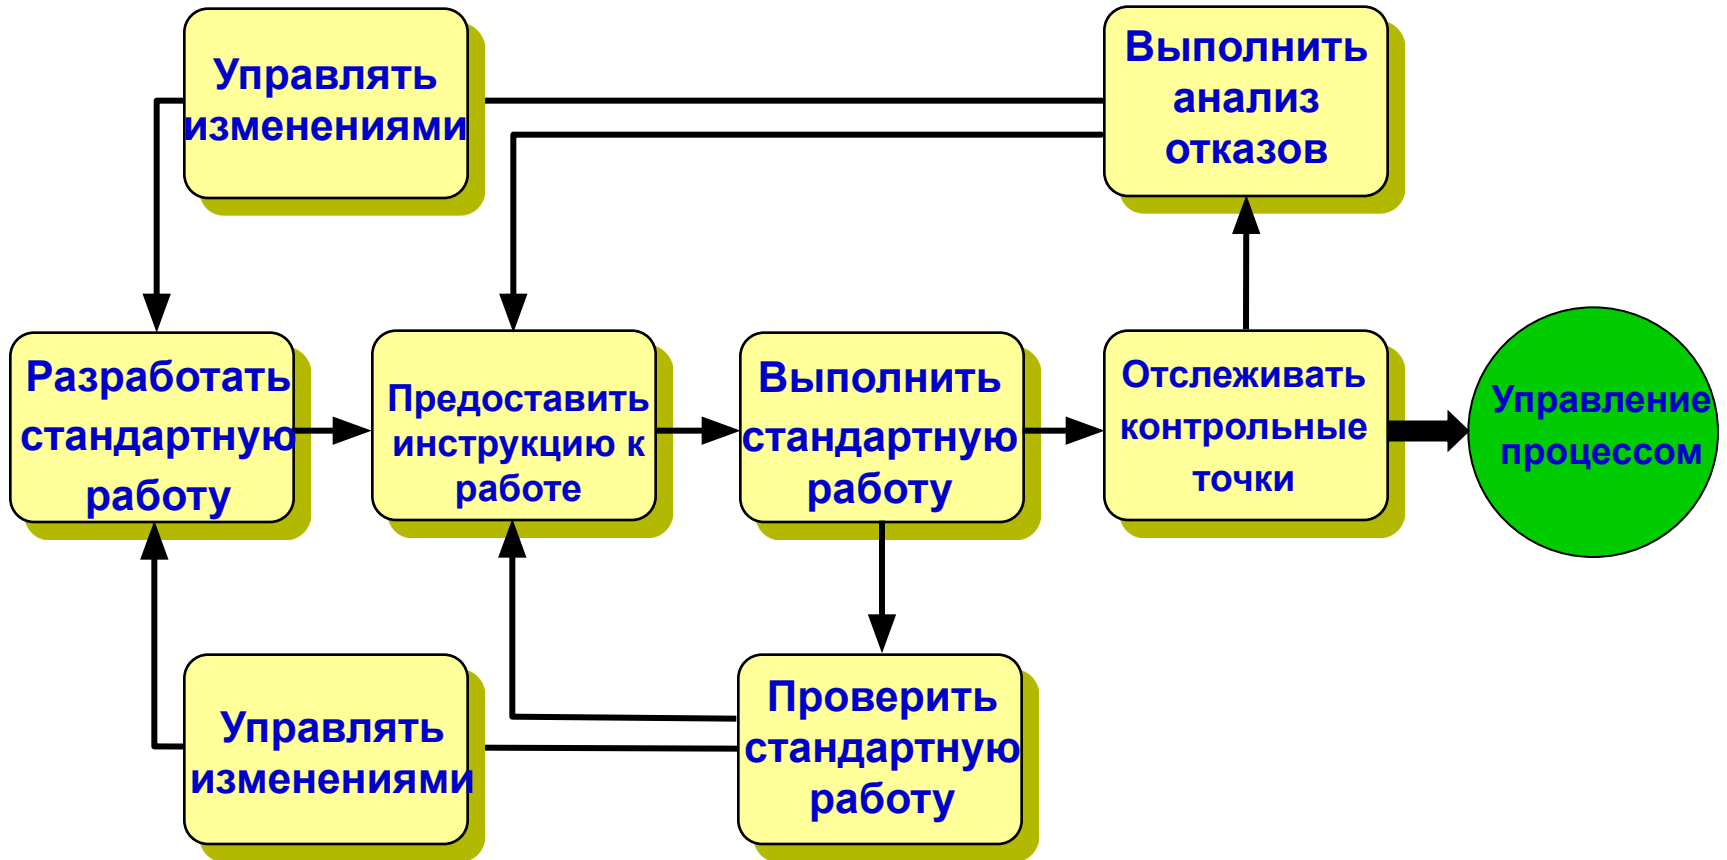 Управлять
изменениями
Выполнить
анализ
отказов
Разработать
стандартную
работу
Предоставить
инструкцию к
работе
Выполнить
стандартную
работу
Отслеживать
контрольные
точки
Управление
процессом
Управлять
изменениями
Проверить
стандартную
работу